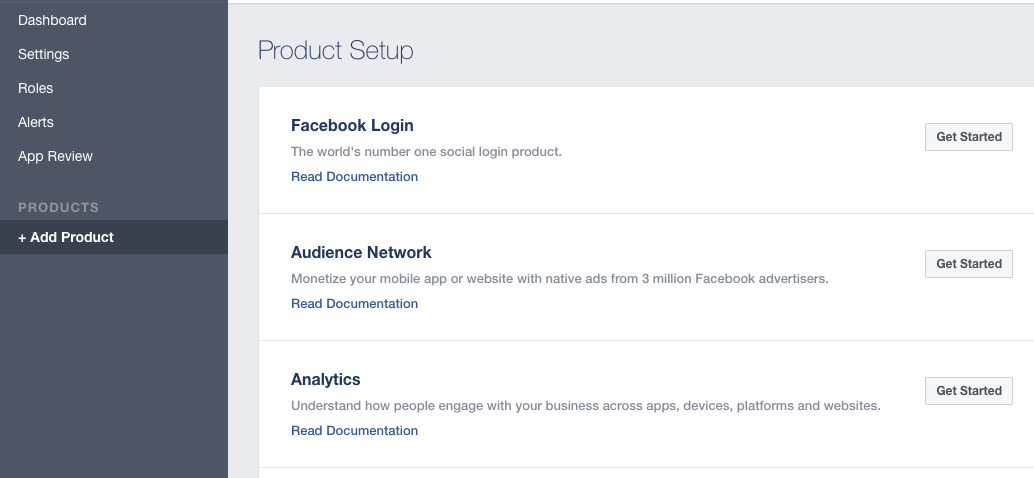 Dashboard
Settings
Roles
Alerts
App Review
PRODUCTS
+ Add Product
Product Setup
Facebook Login
The world's number one social login product.
Read Documentation
Get Started
Audience Network
Monetize your mobile app or website with native ads from 3 million Facebook advertisers.
Read Documentation
Get Started
Analytics
Understand how people engage with your business across apps, devices, platforms and websites.
Read Documentation
Get Started